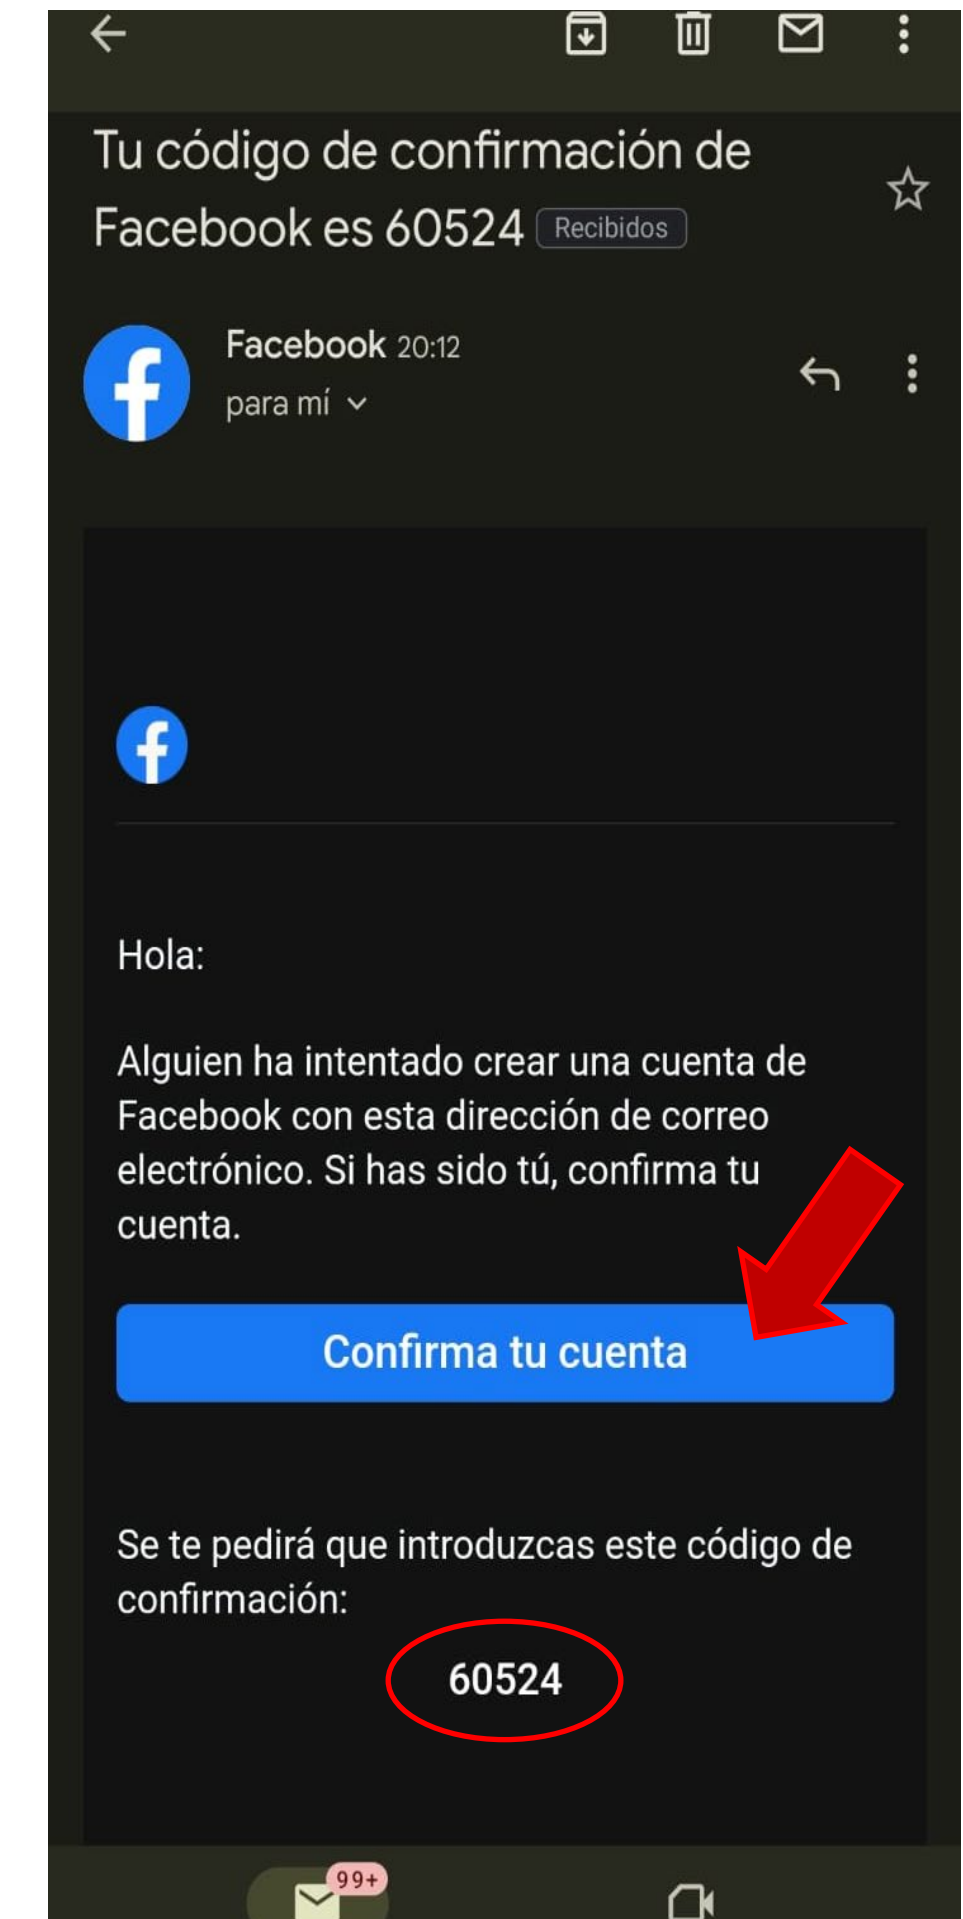 Tu código de confirmación de
Facebook es 60524 Recibidos
Facebook 20:12
para mí
Hola:
Alguien ha intentado crear una cuenta de
Facebook con esta dirección de correo
electrónico. Si has sido tú, confirma tu
cuenta.
Confirma tu cuenta
Se te pedirá que introduzcas este código de
confirmación:
60524
99+